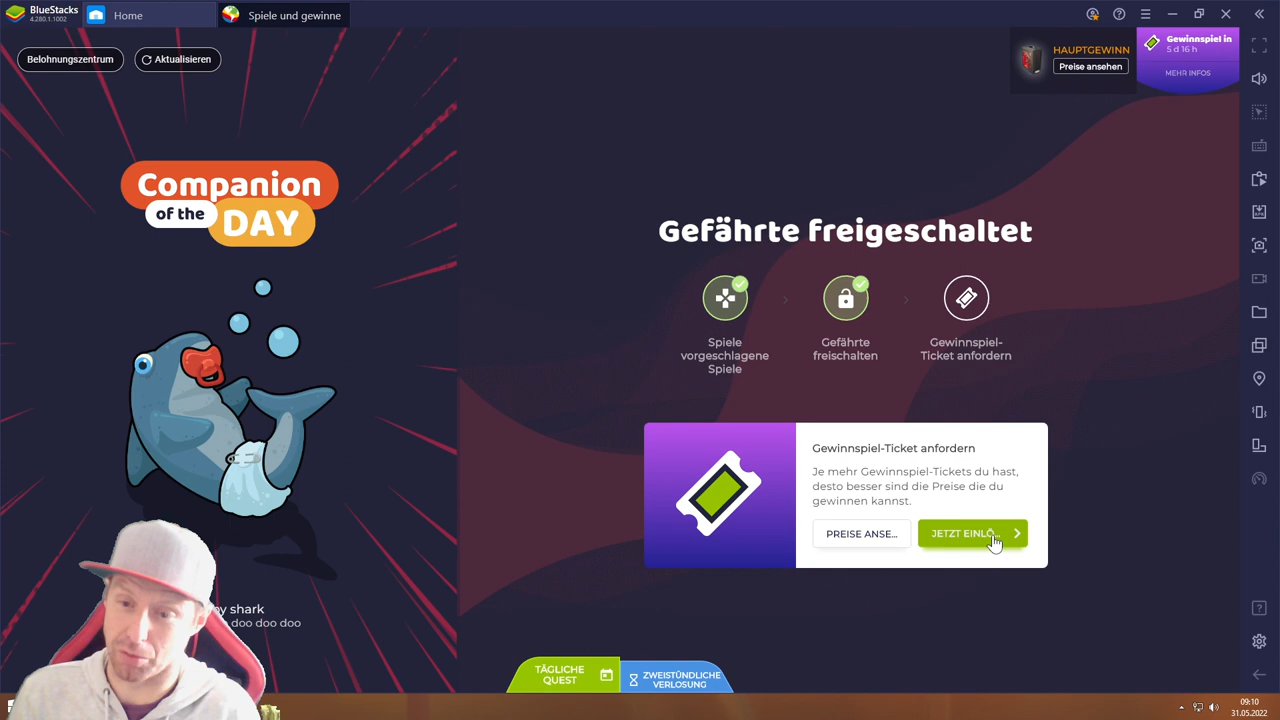 BlueStacks
4.280.1.1002
Home
Spiele und gewinne
Belohnungszentrum
Aktualisieren
HAUPTGEWINN
Preise ansehen
Gewinnspiel in
5 d 16 h
MEHR INFOS
Companion
of the
DAY
Gefährte freigeschaltet
Spiele
vorgeschlagene
Spiele
Gefährte
freischalten
Gewinnspiel-
Ticket anfordern
Gewinnspiel-Ticket anfordern
Je mehr Gewinnspiel-Tickets du hast,
desto besser sind die Preise die du
gewinnen kannst.
PREISE ANSE...
JETZT EINLÖ...
shark
doo doo doo
TÄGLICHE
QUEST
ZWEISTÜNDLICHE
VERLOSUNG
09:10
31.05.2022